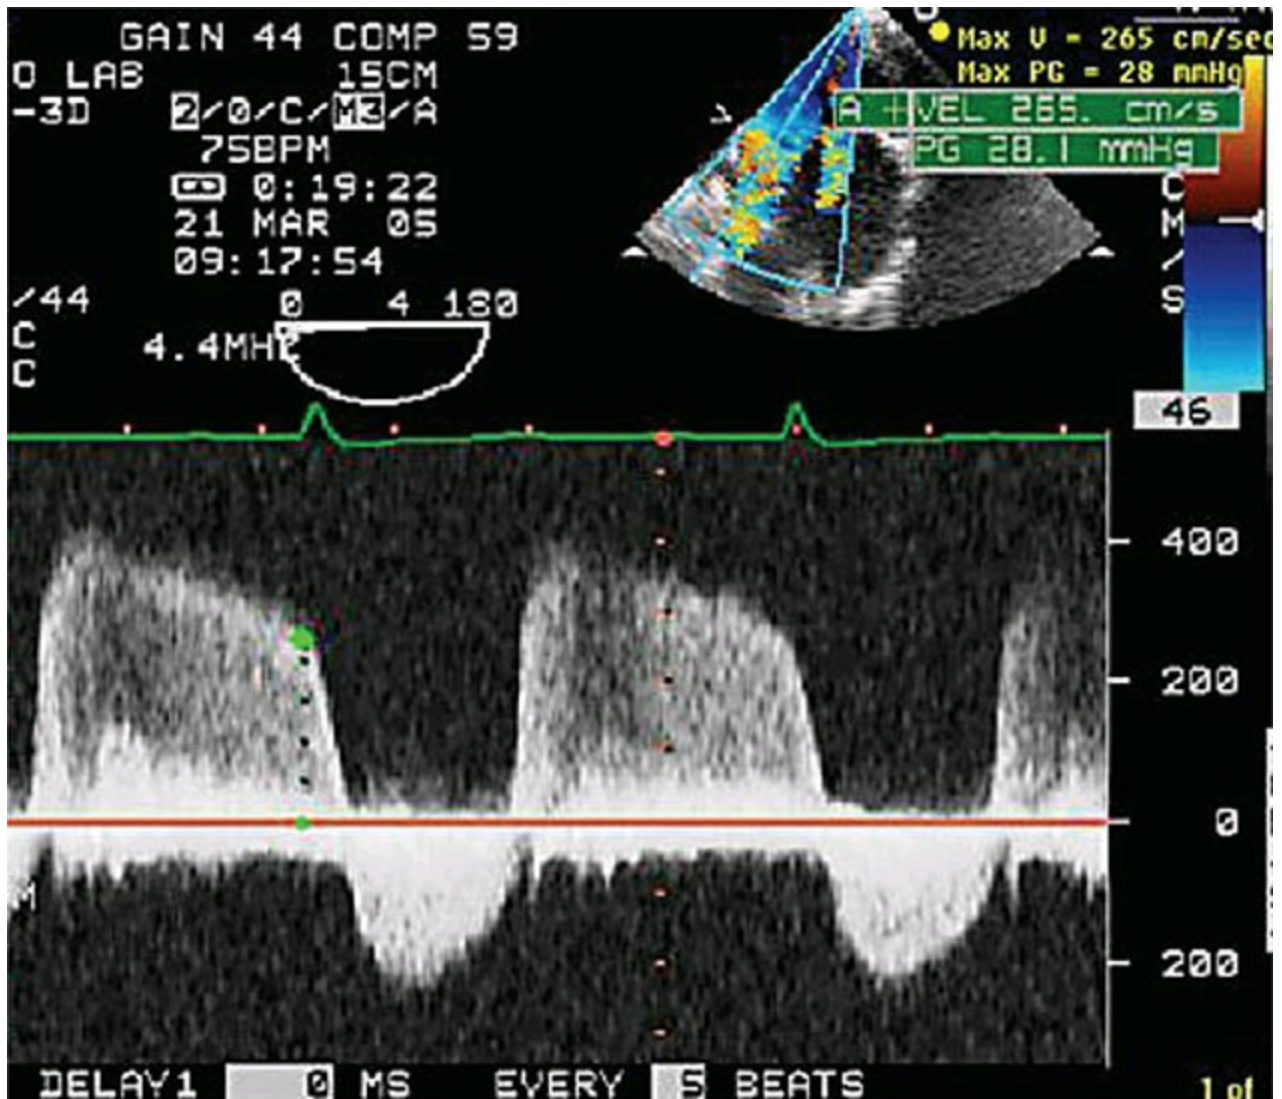 GAIN 44 COMP 59
O LAB 15CM
-3D 2/0/C/M3/A
75BPM
0:19:22
21 MAR 05
09:17:54
/44 0 4 180
C
C
4.4MHz
Max V = 265 cm/sec
Max PG = 28 mmHg
A +VEL 265. cm/s
PG 28.1 mmHg
C
M
/
S
46
400
200
0
200
M
DELAY1 0 MS EVERY 5 BEATS
1 of